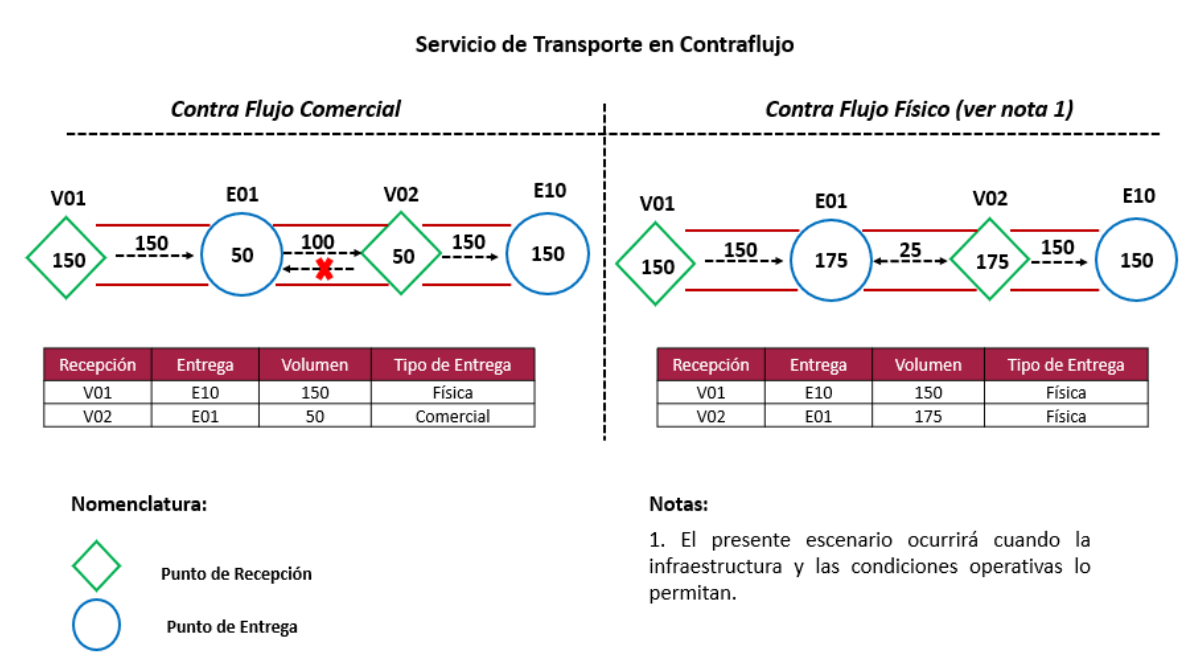 Servicio de Transporte en Contraflujo
Contra Flujo Comercial
V01
E01
V02
E10
150
150
50
100
50
150
150
Recepción Entrega Volumen Tipo de Entrega
V01 E10 150 Física
V02 E01 50 Comercial
Contra Flujo Físico (ver nota 1)
V01
E01
V02
E10
150
150
175
25
175
150
150
Recepción Entrega Volumen Tipo de Entrega
V01 E10 150 Física
V02 E01 175 Física
Nomenclatura:
Punto de Recepción
Punto de Entrega
Notas:
1. El presente escenario ocurrirá cuando la
infraestructura y las condiciones operativas lo
permitan.